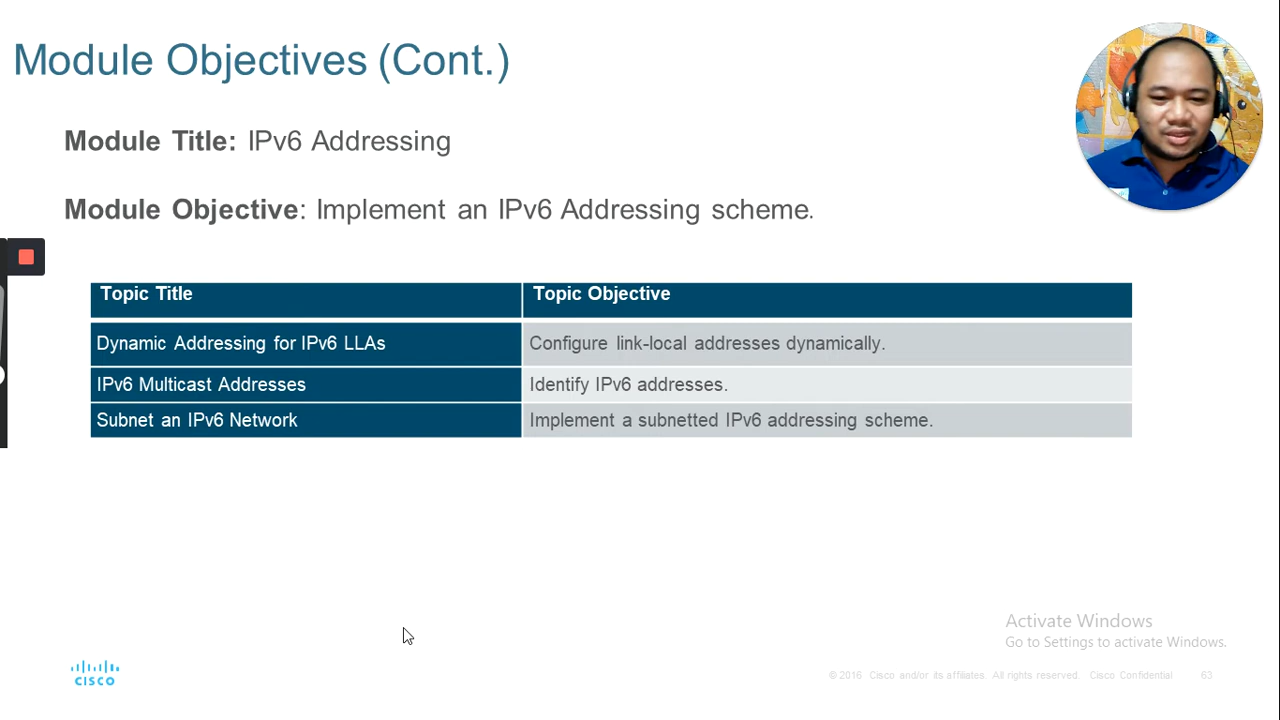 Module Objectives (Cont.)
Module Title: IPv6 Addressing
Module Objective: Implement an IPv6 Addressing scheme.
Topic Title Topic Objective
Dynamic Addressing for IPv6 LLAs Configure link-local addresses dynamically.
IPv6 Multicast Addresses Identify IPv6 addresses.
Subnet an IPv6 Network Implement a subnetted IPv6 addressing scheme.
Activate Windows
Go to Settings to activate Windows.
CISCO
© 2016 Cisco and/or its affiliates. All rights reserved. Cisco Confidential 63